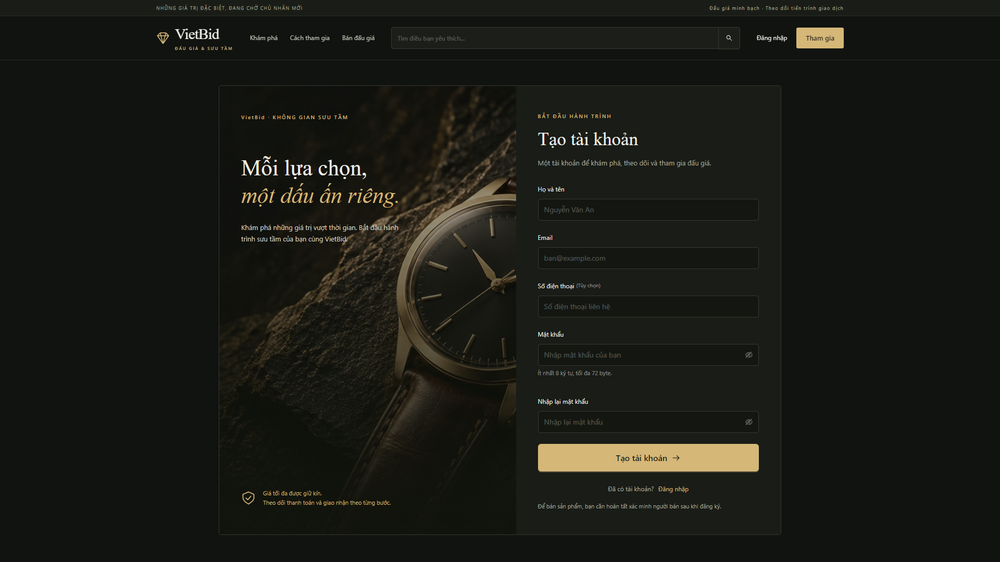 NHỮNG GIÁ TRỊ ĐẶC BIỆT, ĐANG CHỜ CHỦ NHÂN MỚI
Đấu giá minh bạch · Theo dõi tiến trình giao dịch
VietBid
ĐẤU GIÁ & SƯU TẦM
Khám phá
Cách tham gia
Bán đấu giá
Tìm điều bạn yêu thích...
Đăng nhập
Tham gia
VietBid · KHÔNG GIAN SƯU TẦM
Mỗi lựa chọn,
một dấu ấn riêng.
Khám phá những giá trị vượt thời gian. Bắt đầu hành
trình sưu tầm của bạn cùng VietBid.
Giá tối đa được giữ kín.
Theo dõi thanh toán và giao nhận theo từng bước.
BẮT ĐẦU HÀNH TRÌNH
Tạo tài khoản
Một tài khoản để khám phá, theo dõi và tham gia đấu giá.
Họ và tên
Nguyễn Văn An
Email
ban@example.com
Số điện thoại (Tùy chọn)
Số điện thoại liên hệ
Mật khẩu
Nhập mật khẩu của bạn
Ít nhất 8 ký tự, tối đa 72 byte.
Nhập lại mật khẩu
Nhập lại mật khẩu
Tạo tài khoản →
Đã có tài khoản? Đăng nhập
Để bán sản phẩm, bạn cần hoàn tất xác minh người bán sau khi đăng ký.